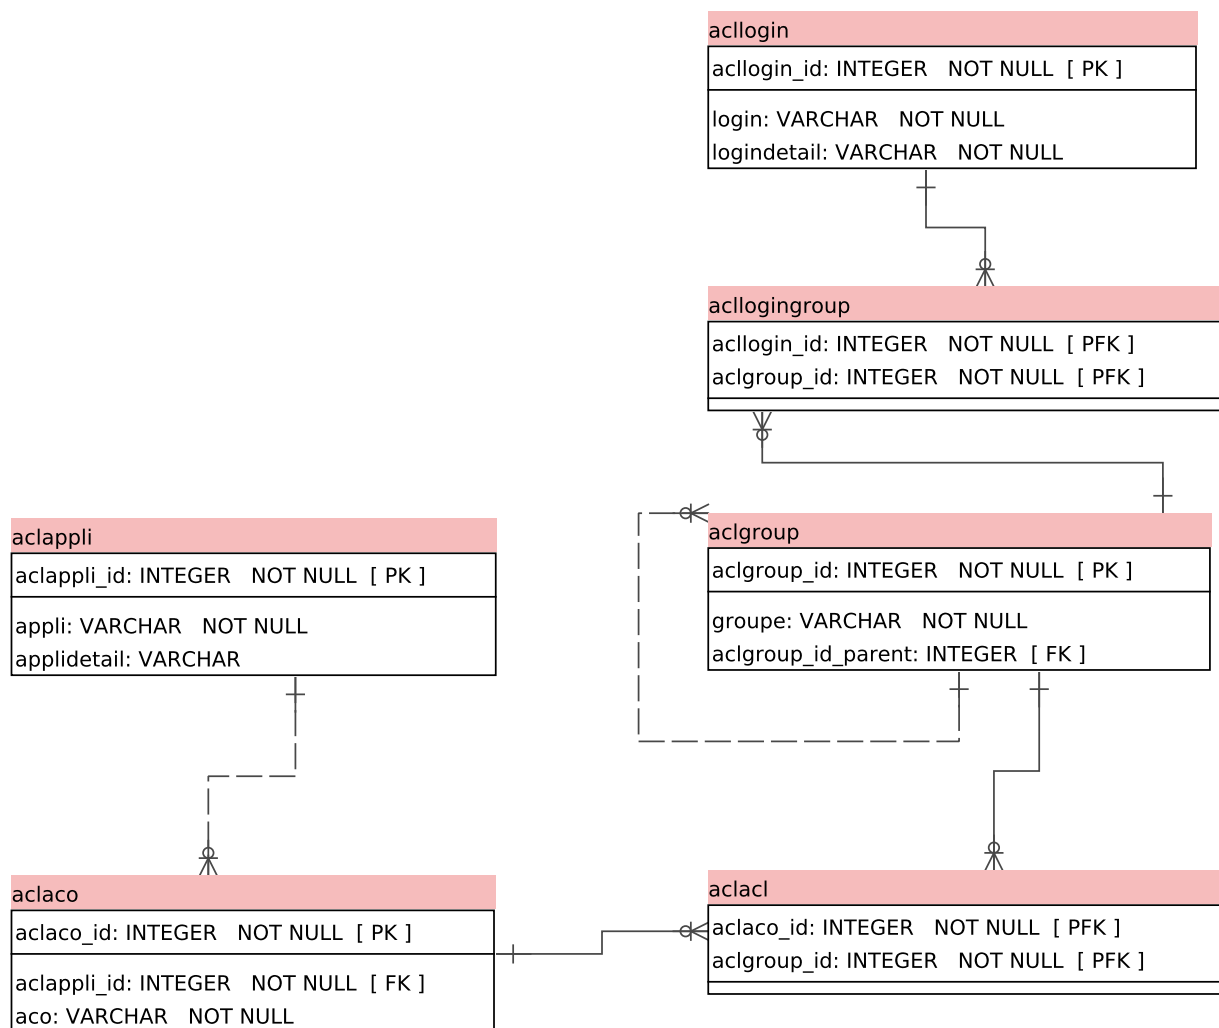 acllogin
acllogin_id: INTEGER NOT NULL [ PK ]
login: VARCHAR NOT NULL
logindetail: VARCHAR NOT NULL
acllogingroup
acllogin_id: INTEGER NOT NULL [ PFK ]
aclgroup_id: INTEGER NOT NULL [ PFK ]
aclappli
aclappli_id: INTEGER NOT NULL [ PK ]
appli: VARCHAR NOT NULL
applidetail: VARCHAR
aclgroup
aclgroup_id: INTEGER NOT NULL [ PK ]
groupe: VARCHAR NOT NULL
aclgroup_id_parent: INTEGER [ FK ]
aclaco
aclaco_id: INTEGER NOT NULL [ PK ]
aclappli_id: INTEGER NOT NULL [ FK ]
aco: VARCHAR NOT NULL
aclacl
aclaco_id: INTEGER NOT NULL [ PFK ]
aclgroup_id: INTEGER NOT NULL [ PFK ]